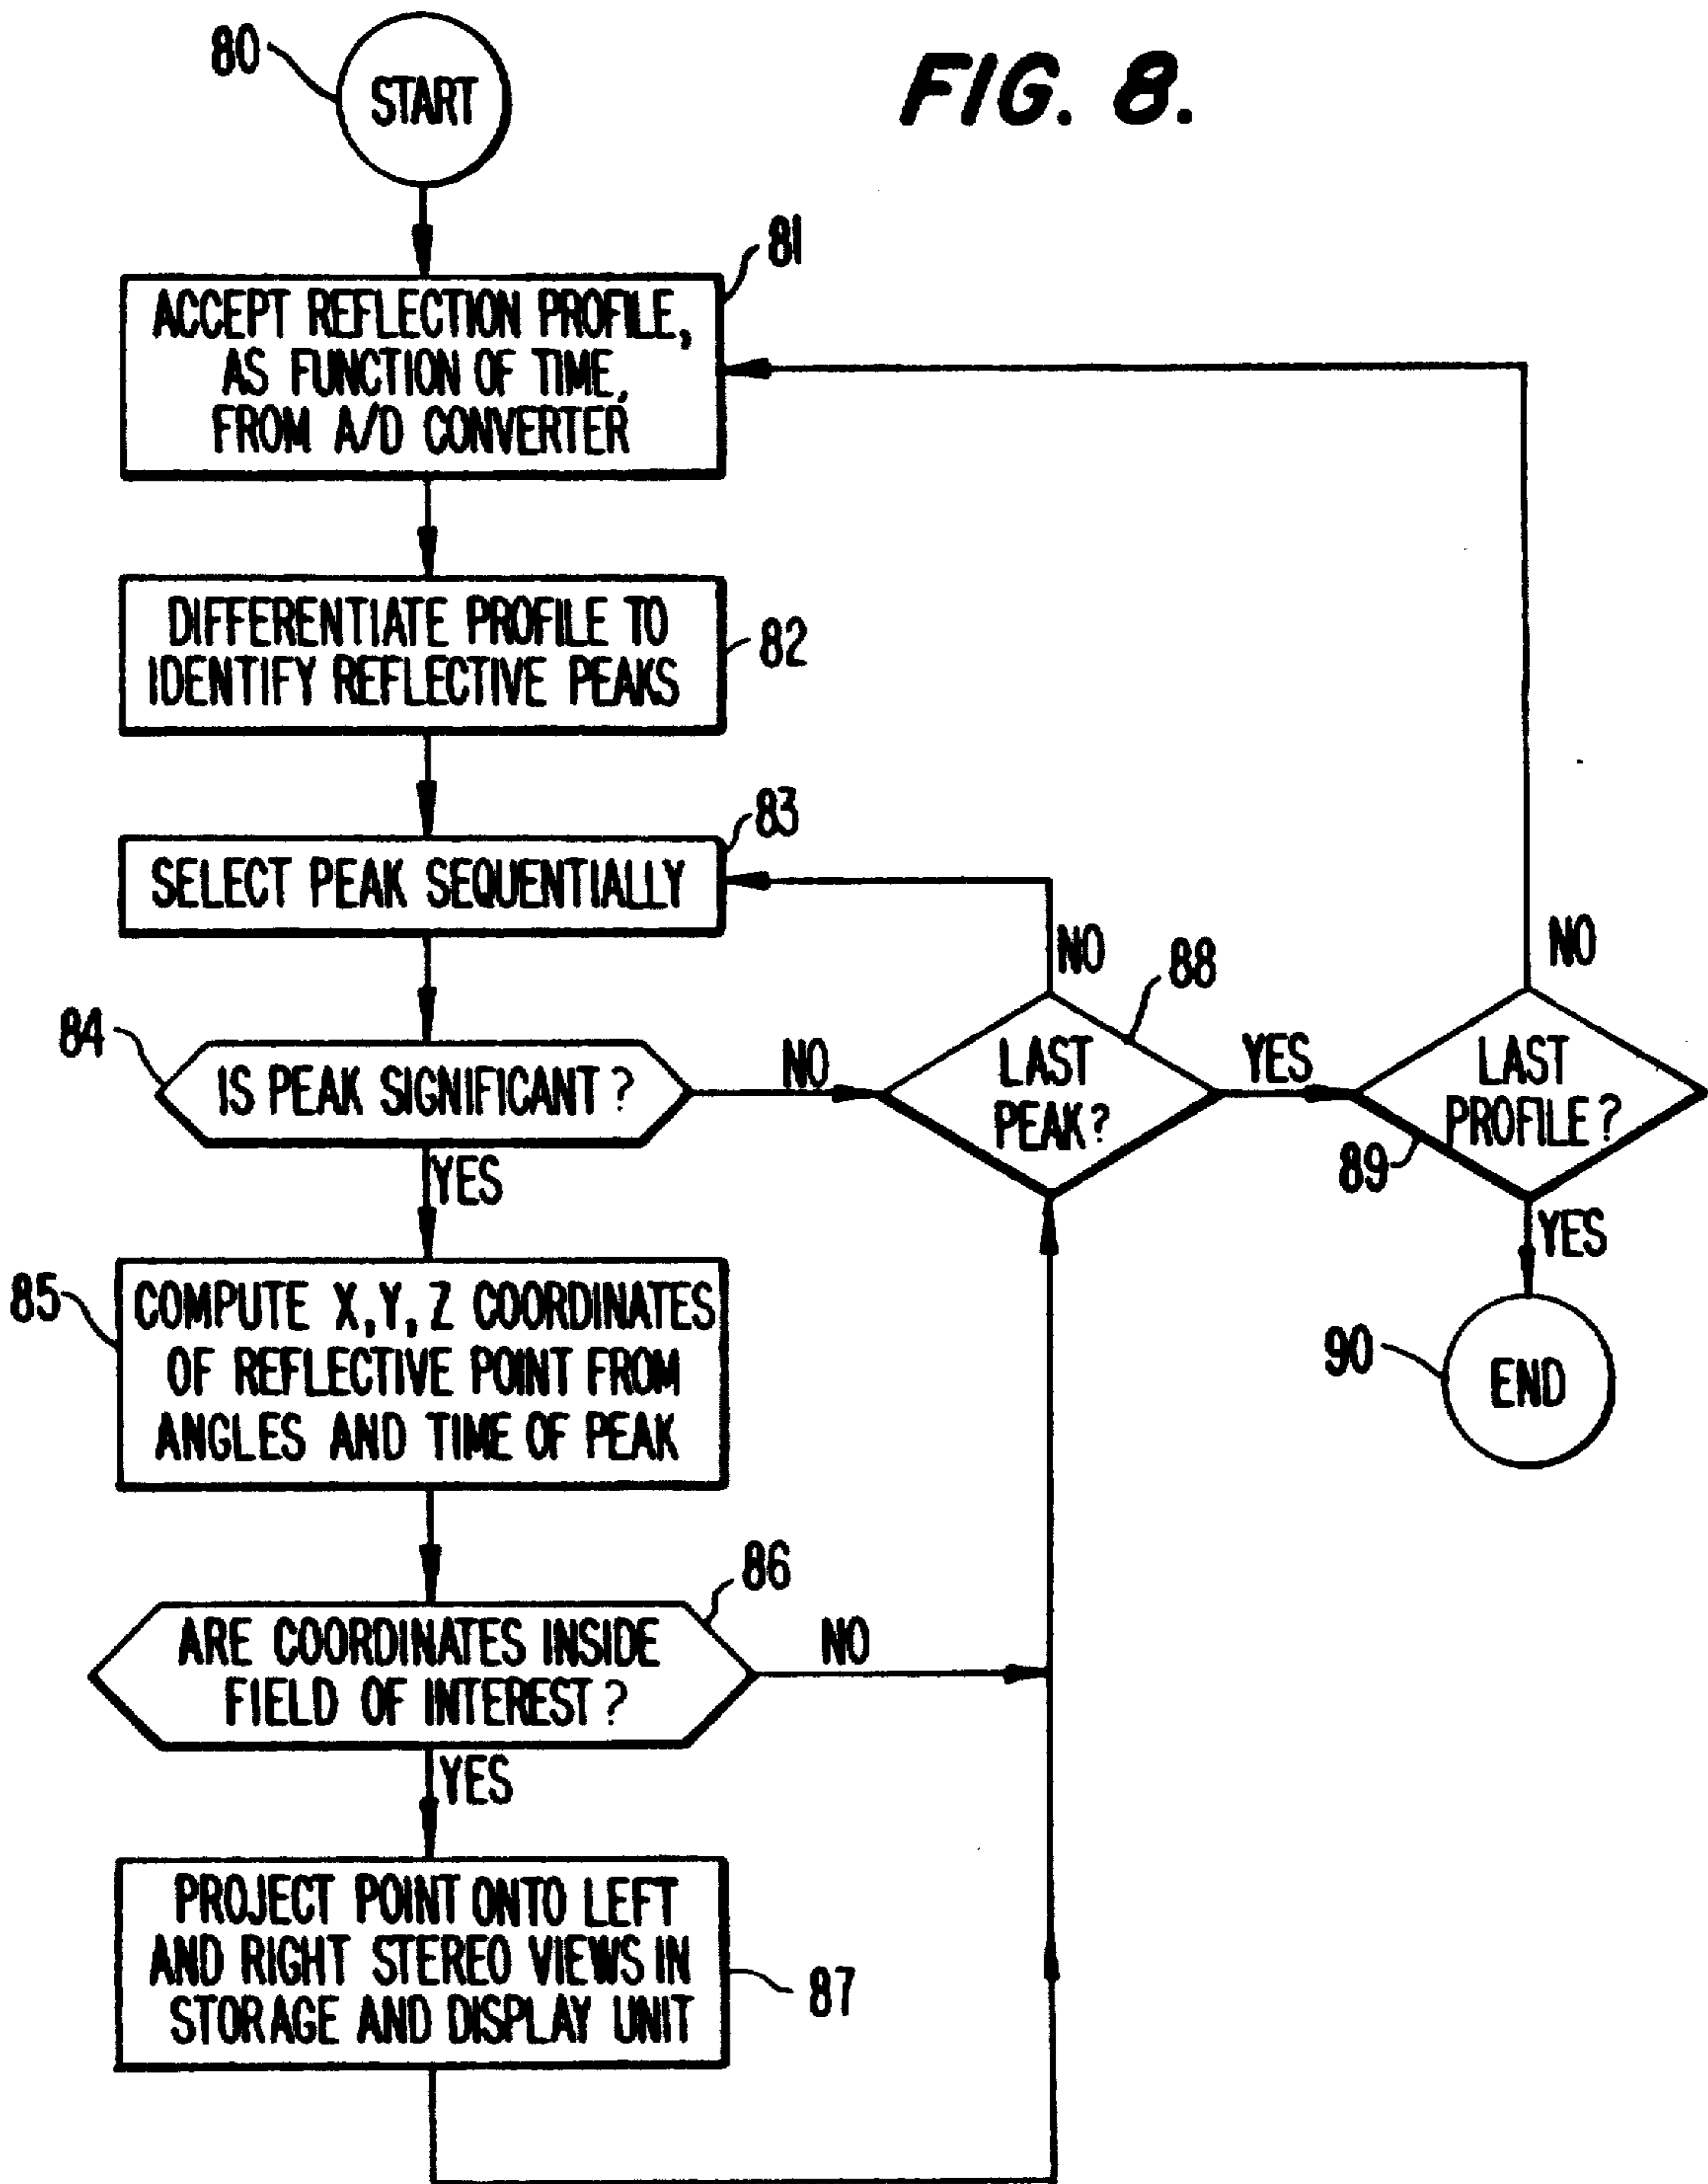 FIG. 8.
80
START
81
ACCEPT REFLECTION PROFILE,
AS FUNCTION OF TIME,
FROM A/D CONVERTER
DIFFERENTIATE PROFILE TO
IDENTIFY REFLECTIVE PEAKS
82
83
SELECT PEAK SEQUENTIALLY
84
IS PEAK SIGNIFICANT?
NO
YES
NO
88
LAST
PEAK?
YES
NO
LAST
PROFILE?
89
YES
90
END
85
COMPUTE X,Y,Z COORDINATES
OF REFLECTIVE POINT FROM
ANGLES AND TIME OF PEAK
86
ARE COORDINATES INSIDE
FIELD OF INTEREST?
NO
YES
PROJECT POINT ONTO LEFT
AND RIGHT STEREO VIEWS IN
STORAGE AND DISPLAY UNIT
87